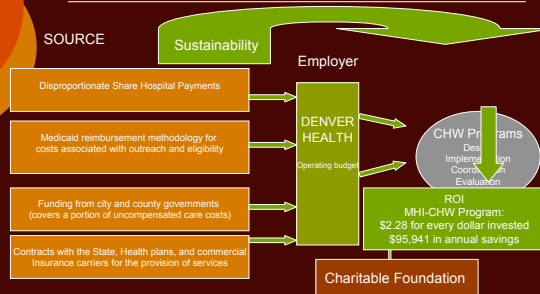 SOURCE
Sustainability
Employer
Disproportionate Share Hospital Payments
Medicaid reimbursement methodology for
costs associated with outreach and eligibility
Funding from city and county governments
(covers a portion of uncompensated care costs)
Contracts with the State, Health plans, and commercial
Insurance carriers for the provision of services
DENVER
HEALTH
Operating budget
CHW Programs
Evaluation
ROI
MHI-CHW Program:
$2.28 for every dollar invested
$95,941 in annual savings
Charitable Foundation